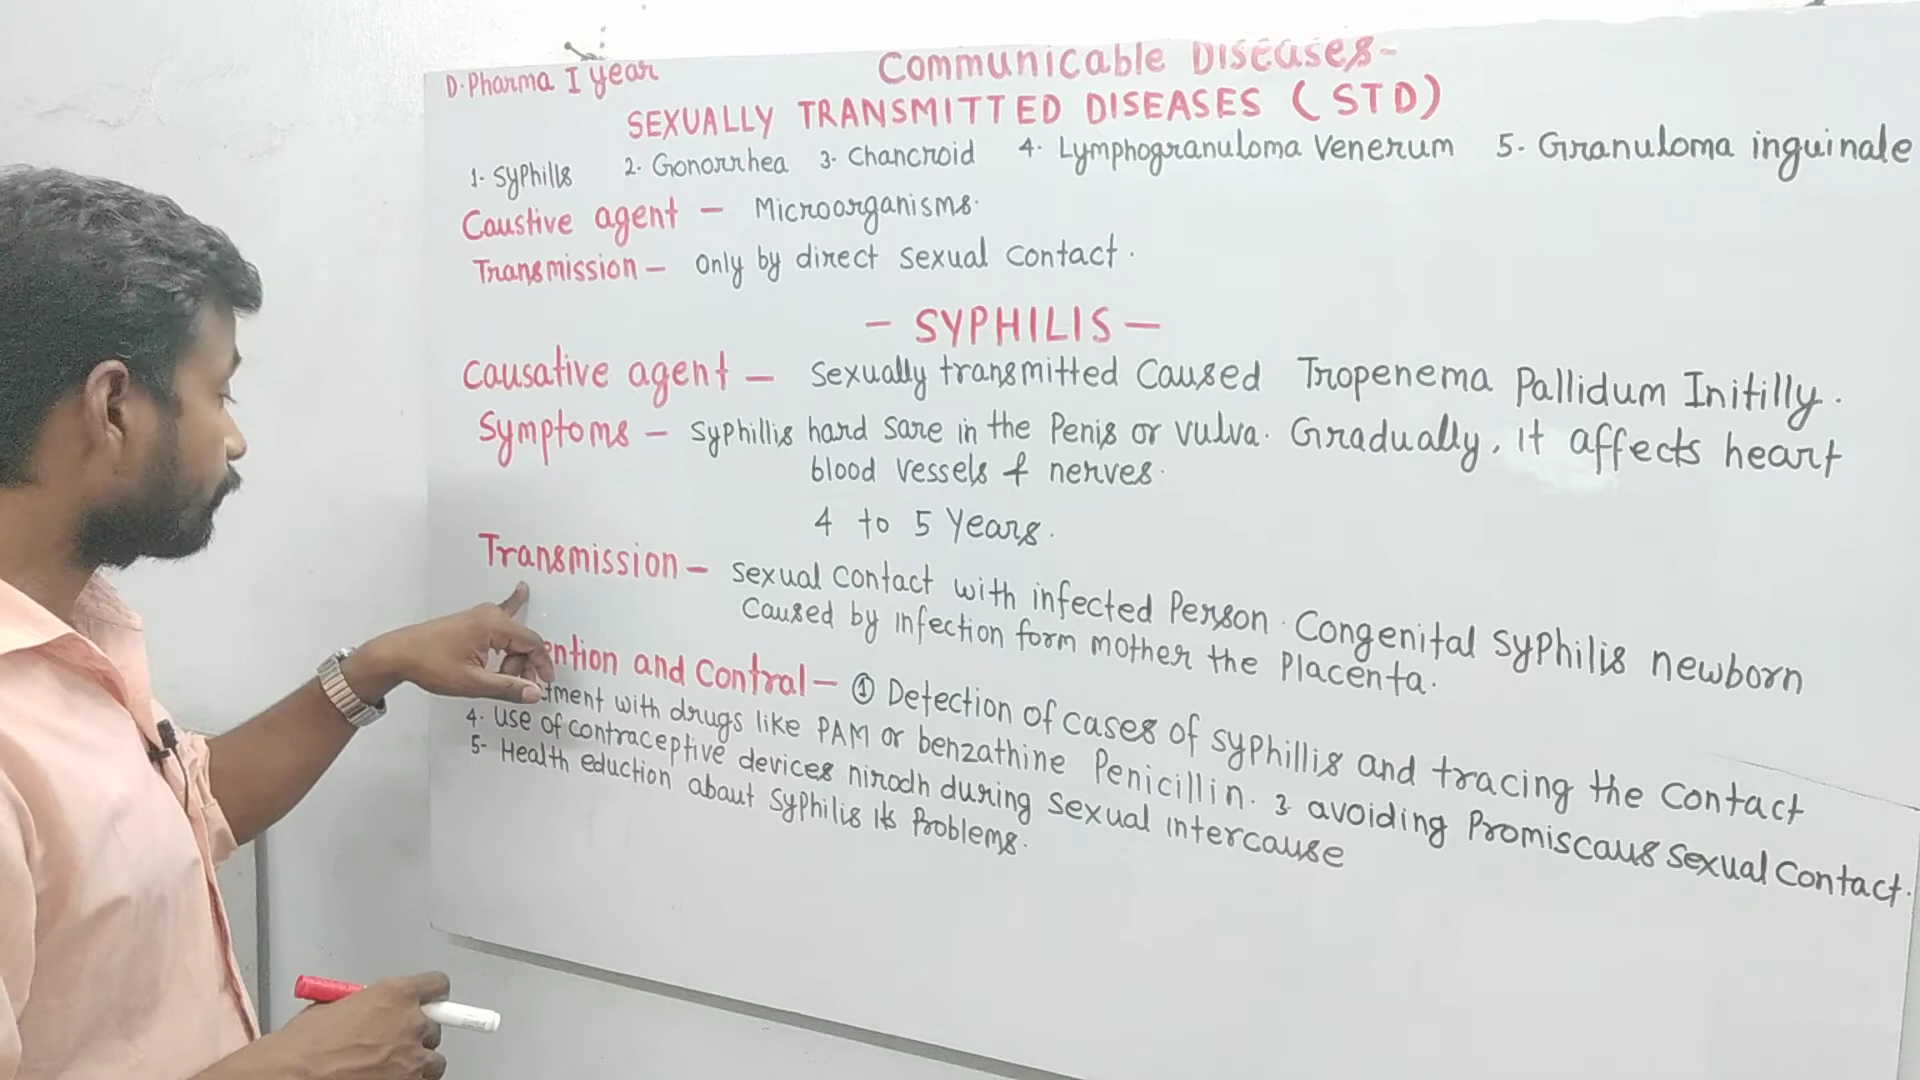 D. Pharma I year
Communicable Diseases-
SEXUALLY TRANSMITTED DISEASES (STD)
1- Syphills 2- Gonorrhea 3- Chancroid 4- Lymphogranuloma Venerum 5- Granuloma inguinale
Caustive agent – Microorganisms.
Transmission – Only by direct sexual Contact.
– SYPHILIS –
Causative agent – Sexually transmitted Caused Tropenema Pallidum Initilly.
Symptoms – Syphillis hard Sare in the Penis or vulva. Gradually, it affects heart
blood vessels & nerves.
4 to 5 Years.
Transmission – Sexual Contact with infected Person. Congenital Syphilis newborn
Caused by Infection form mother the Placenta.
ention and Contral – ① Detection of cases of syphillis and tracing the Contact
tment with drugs like PAM or benzathine Penicillin. 3 avoiding Promiscaus Sexual Contact.
4. Use of contraceptive devices nirodh during sexual intercause
5- Health eduction abaut Syphilis its Problems.